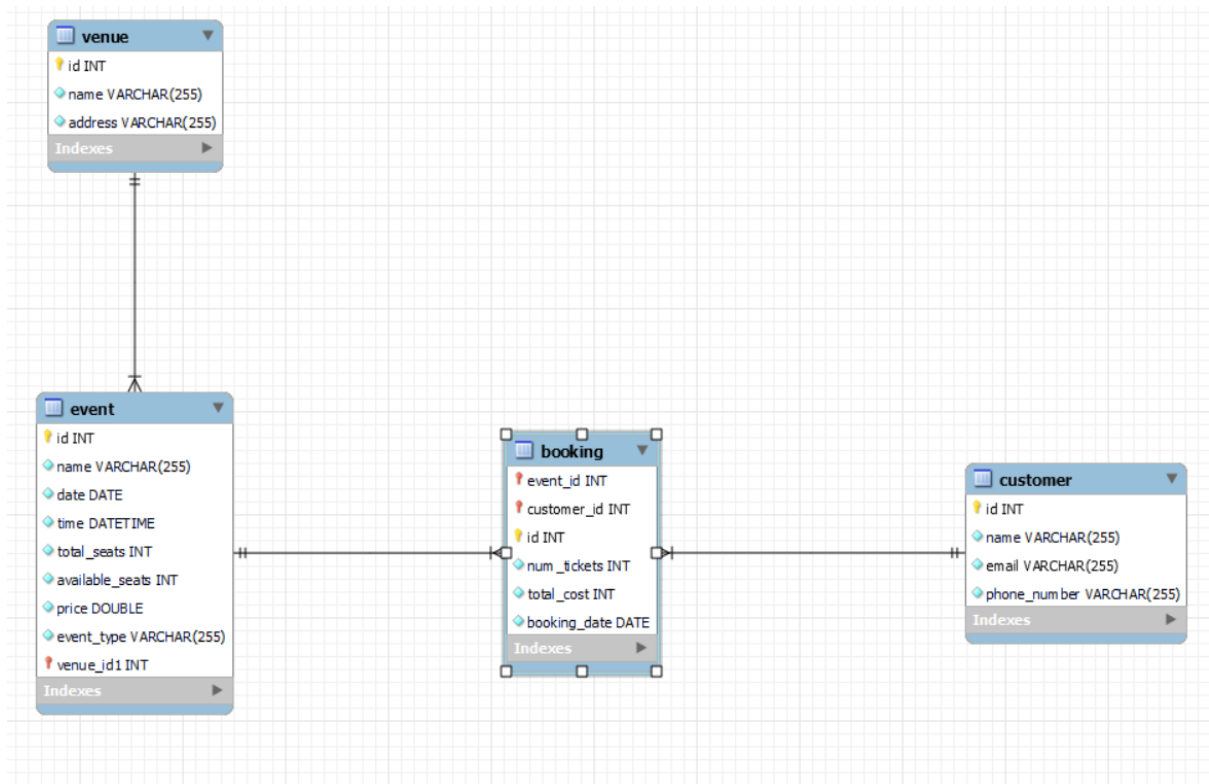 venue
id INT
name VARCHAR(255)
address VARCHAR(255)
Indexes
event
id INT
name VARCHAR(255)
date DATE
time DATETIME
total_seats INT
available_seats INT
price DOUBLE
event_type VARCHAR(255)
venue_id1 INT
Indexes
booking
event_id INT
customer_id INT
id INT
num_tickets INT
total_cost INT
booking_date DATE
Indexes
customer
id INT
name VARCHAR(255)
email VARCHAR(255)
phone_number VARCHAR(255)
Indexes